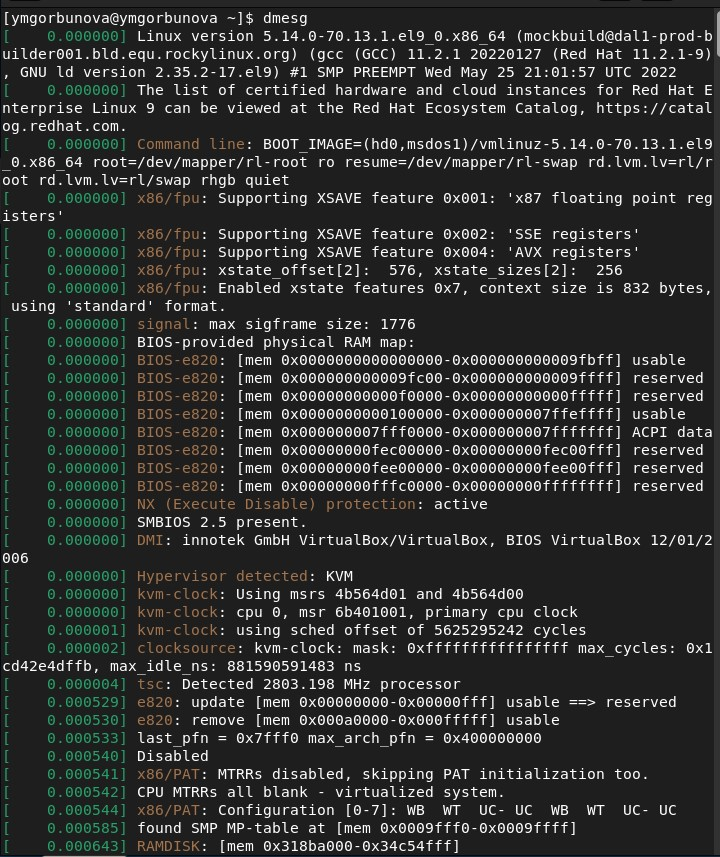 [ymgorbunova@ymgorbunova ~]$ dmesg
[    0.000000] Linux version 5.14.0-70.13.1.el9_0.x86_64 (mockbuild@dal1-prod-b
uilder001.bld.equ.rockylinux.org) (gcc (GCC) 11.2.1 20220127 (Red Hat 11.2.1-9)
, GNU ld version 2.35.2-17.el9) #1 SMP PREEMPT Wed May 25 21:01:57 UTC 2022
[    0.000000] The list of certified hardware and cloud instances for Red Hat E
nterprise Linux 9 can be viewed at the Red Hat Ecosystem Catalog, https://catal
og.redhat.com.
[    0.000000] Command line: BOOT_IMAGE=(hd0,msdos1)/vmlinuz-5.14.0-70.13.1.el9
_0.x86_64 root=/dev/mapper/rl-root ro resume=/dev/mapper/rl-swap rd.lvm.lv=rl/r
oot rd.lvm.lv=rl/swap rhgb quiet
[    0.000000] x86/fpu: Supporting XSAVE feature 0x001: 'x87 floating point reg
isters'
[    0.000000] x86/fpu: Supporting XSAVE feature 0x002: 'SSE registers'
[    0.000000] x86/fpu: Supporting XSAVE feature 0x004: 'AVX registers'
[    0.000000] x86/fpu: xstate_offset[2]:  576, xstate_sizes[2]:  256
[    0.000000] x86/fpu: Enabled xstate features 0x7, context size is 832 bytes,
 using 'standard' format.
[    0.000000] signal: max sigframe size: 1776
[    0.000000] BIOS-provided physical RAM map:
[    0.000000] BIOS-e820: [mem 0x0000000000000000-0x000000000009fbff] usable
[    0.000000] BIOS-e820: [mem 0x000000000009fc00-0x000000000009ffff] reserved
[    0.000000] BIOS-e820: [mem 0x00000000000f0000-0x00000000000fffff] reserved
[    0.000000] BIOS-e820: [mem 0x0000000000100000-0x000000007ffeffff] usable
[    0.000000] BIOS-e820: [mem 0x000000007fff0000-0x000000007fffffff] ACPI data
[    0.000000] BIOS-e820: [mem 0x00000000fec00000-0x00000000fec00fff] reserved
[    0.000000] BIOS-e820: [mem 0x00000000fee00000-0x00000000fee00fff] reserved
[    0.000000] BIOS-e820: [mem 0x00000000fffc0000-0x00000000ffffffff] reserved
[    0.000000] NX (Execute Disable) protection: active
[    0.000000] SMBIOS 2.5 present.
[    0.000000] DMI: innotek GmbH VirtualBox/VirtualBox, BIOS VirtualBox 12/01/2
006
[    0.000000] Hypervisor detected: KVM
[    0.000000] kvm-clock: Using msrs 4b564d01 and 4b564d00
[    0.000000] kvm-clock: cpu 0, msr 6b401001, primary cpu clock
[    0.000001] kvm-clock: using sched offset of 5625295242 cycles
[    0.000002] clocksource: kvm-clock: mask: 0xffffffffffffffff max_cycles: 0x1
cd42e4dffb, max_idle_ns: 881590591483 ns
[    0.000004] tsc: Detected 2803.198 MHz processor
[    0.000529] e820: update [mem 0x00000000-0x00000fff] usable ==> reserved
[    0.000530] e820: remove [mem 0x000a0000-0x000fffff] usable
[    0.000533] last_pfn = 0x7fff0 max_arch_pfn = 0x400000000
[    0.000540] Disabled
[    0.000541] x86/PAT: MTRRs disabled, skipping PAT initialization too.
[    0.000542] CPU MTRRs all blank - virtualized system.
[    0.000544] x86/PAT: Configuration [0-7]: WB  WT  UC- UC  WB  WT  UC- UC
[    0.000585] found SMP MP-table at [mem 0x0009fff0-0x0009ffff]
[    0.000643] RAMDISK: [mem 0x318ba000-0x34c54fff]